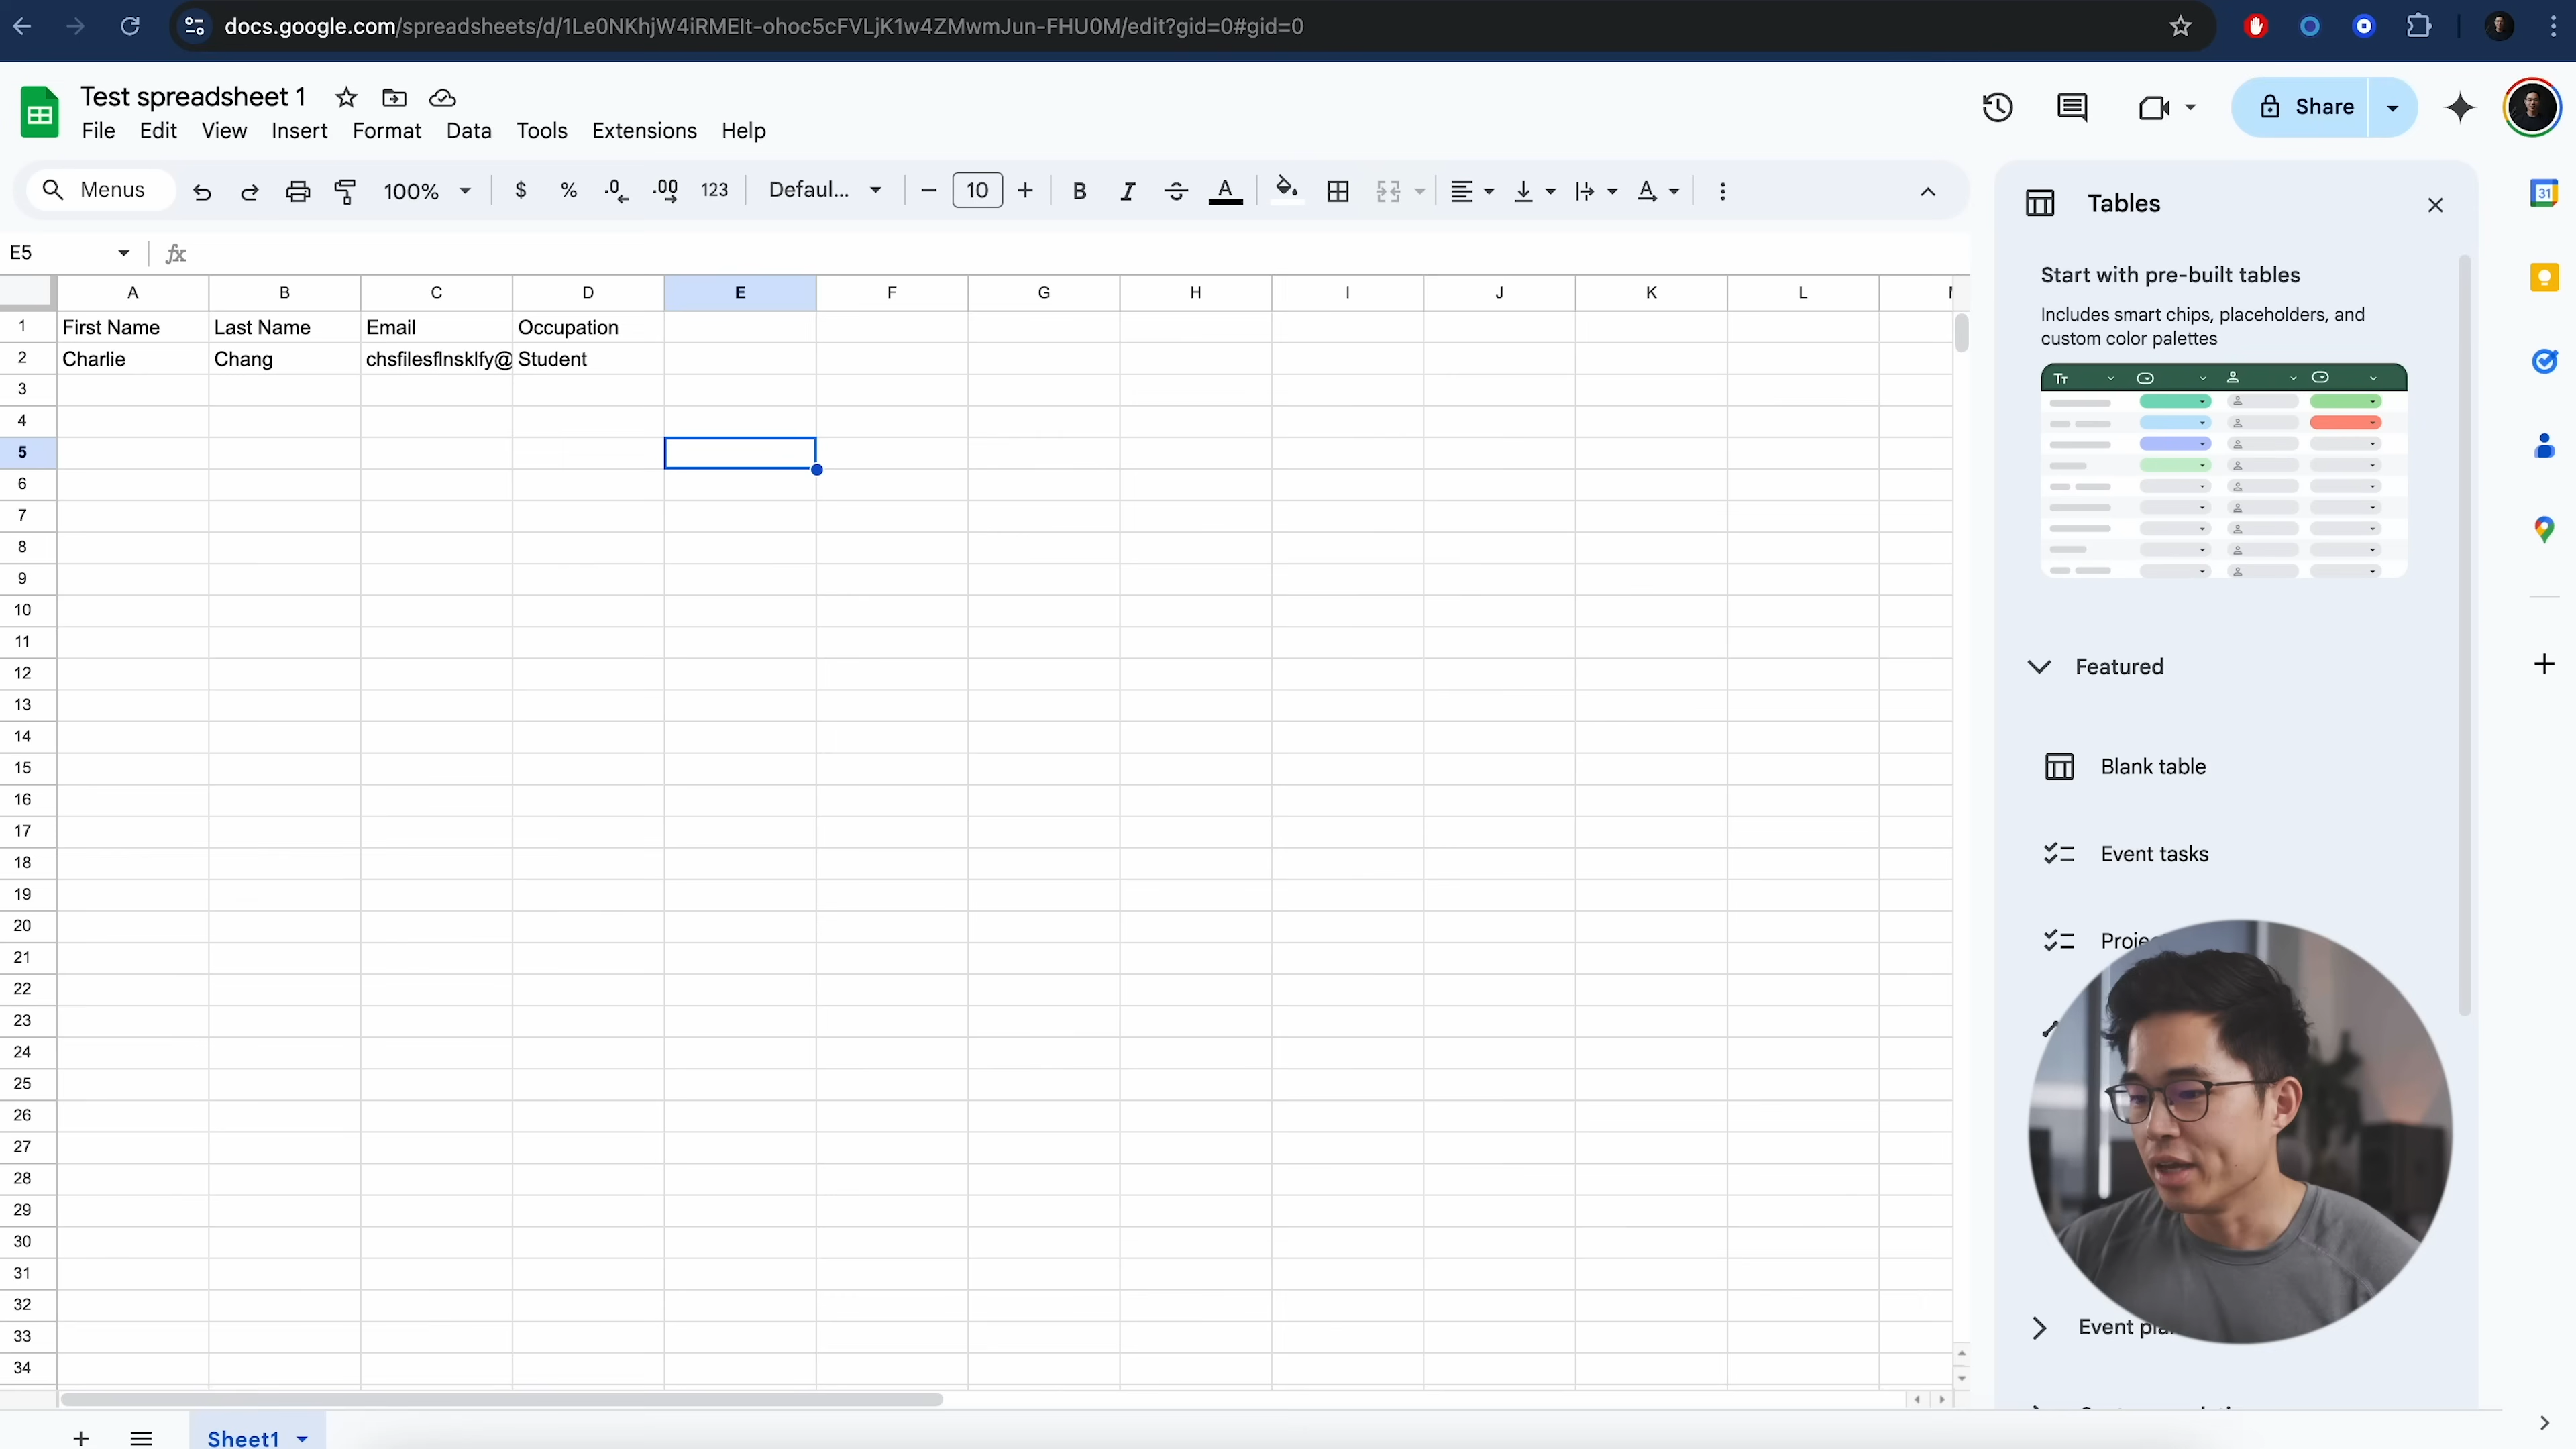 docs.google.com/spreadsheets/d/1Le0NKhjW4iRMEIt-ohoc5cFVLjK1w4ZMwmJun-FHU0M/edit?gid=0#gid=0
Test spreadsheet 1
Share
File Edit View Insert Format Data Tools Extensions Help
Menus 100% $ % .0 .00 123 Defaul... 10 B I A
Tables
E5 fx
Start with pre-built tables
Includes smart chips, placeholders, and
custom color palettes
A B C D E F G H I J K L
1 First Name Last Name Email Occupation
2 Charlie Chang chsfilesflnsklfy@ Student
3
4
5
6
7
8
9
10
11
12
13
14
15
16
17
18
19
20
21
22
23
24
25
26
27
28
29
30
31
32
33
34
Tт
31
Featured
Blank table
Event tasks
Event
Sheet1